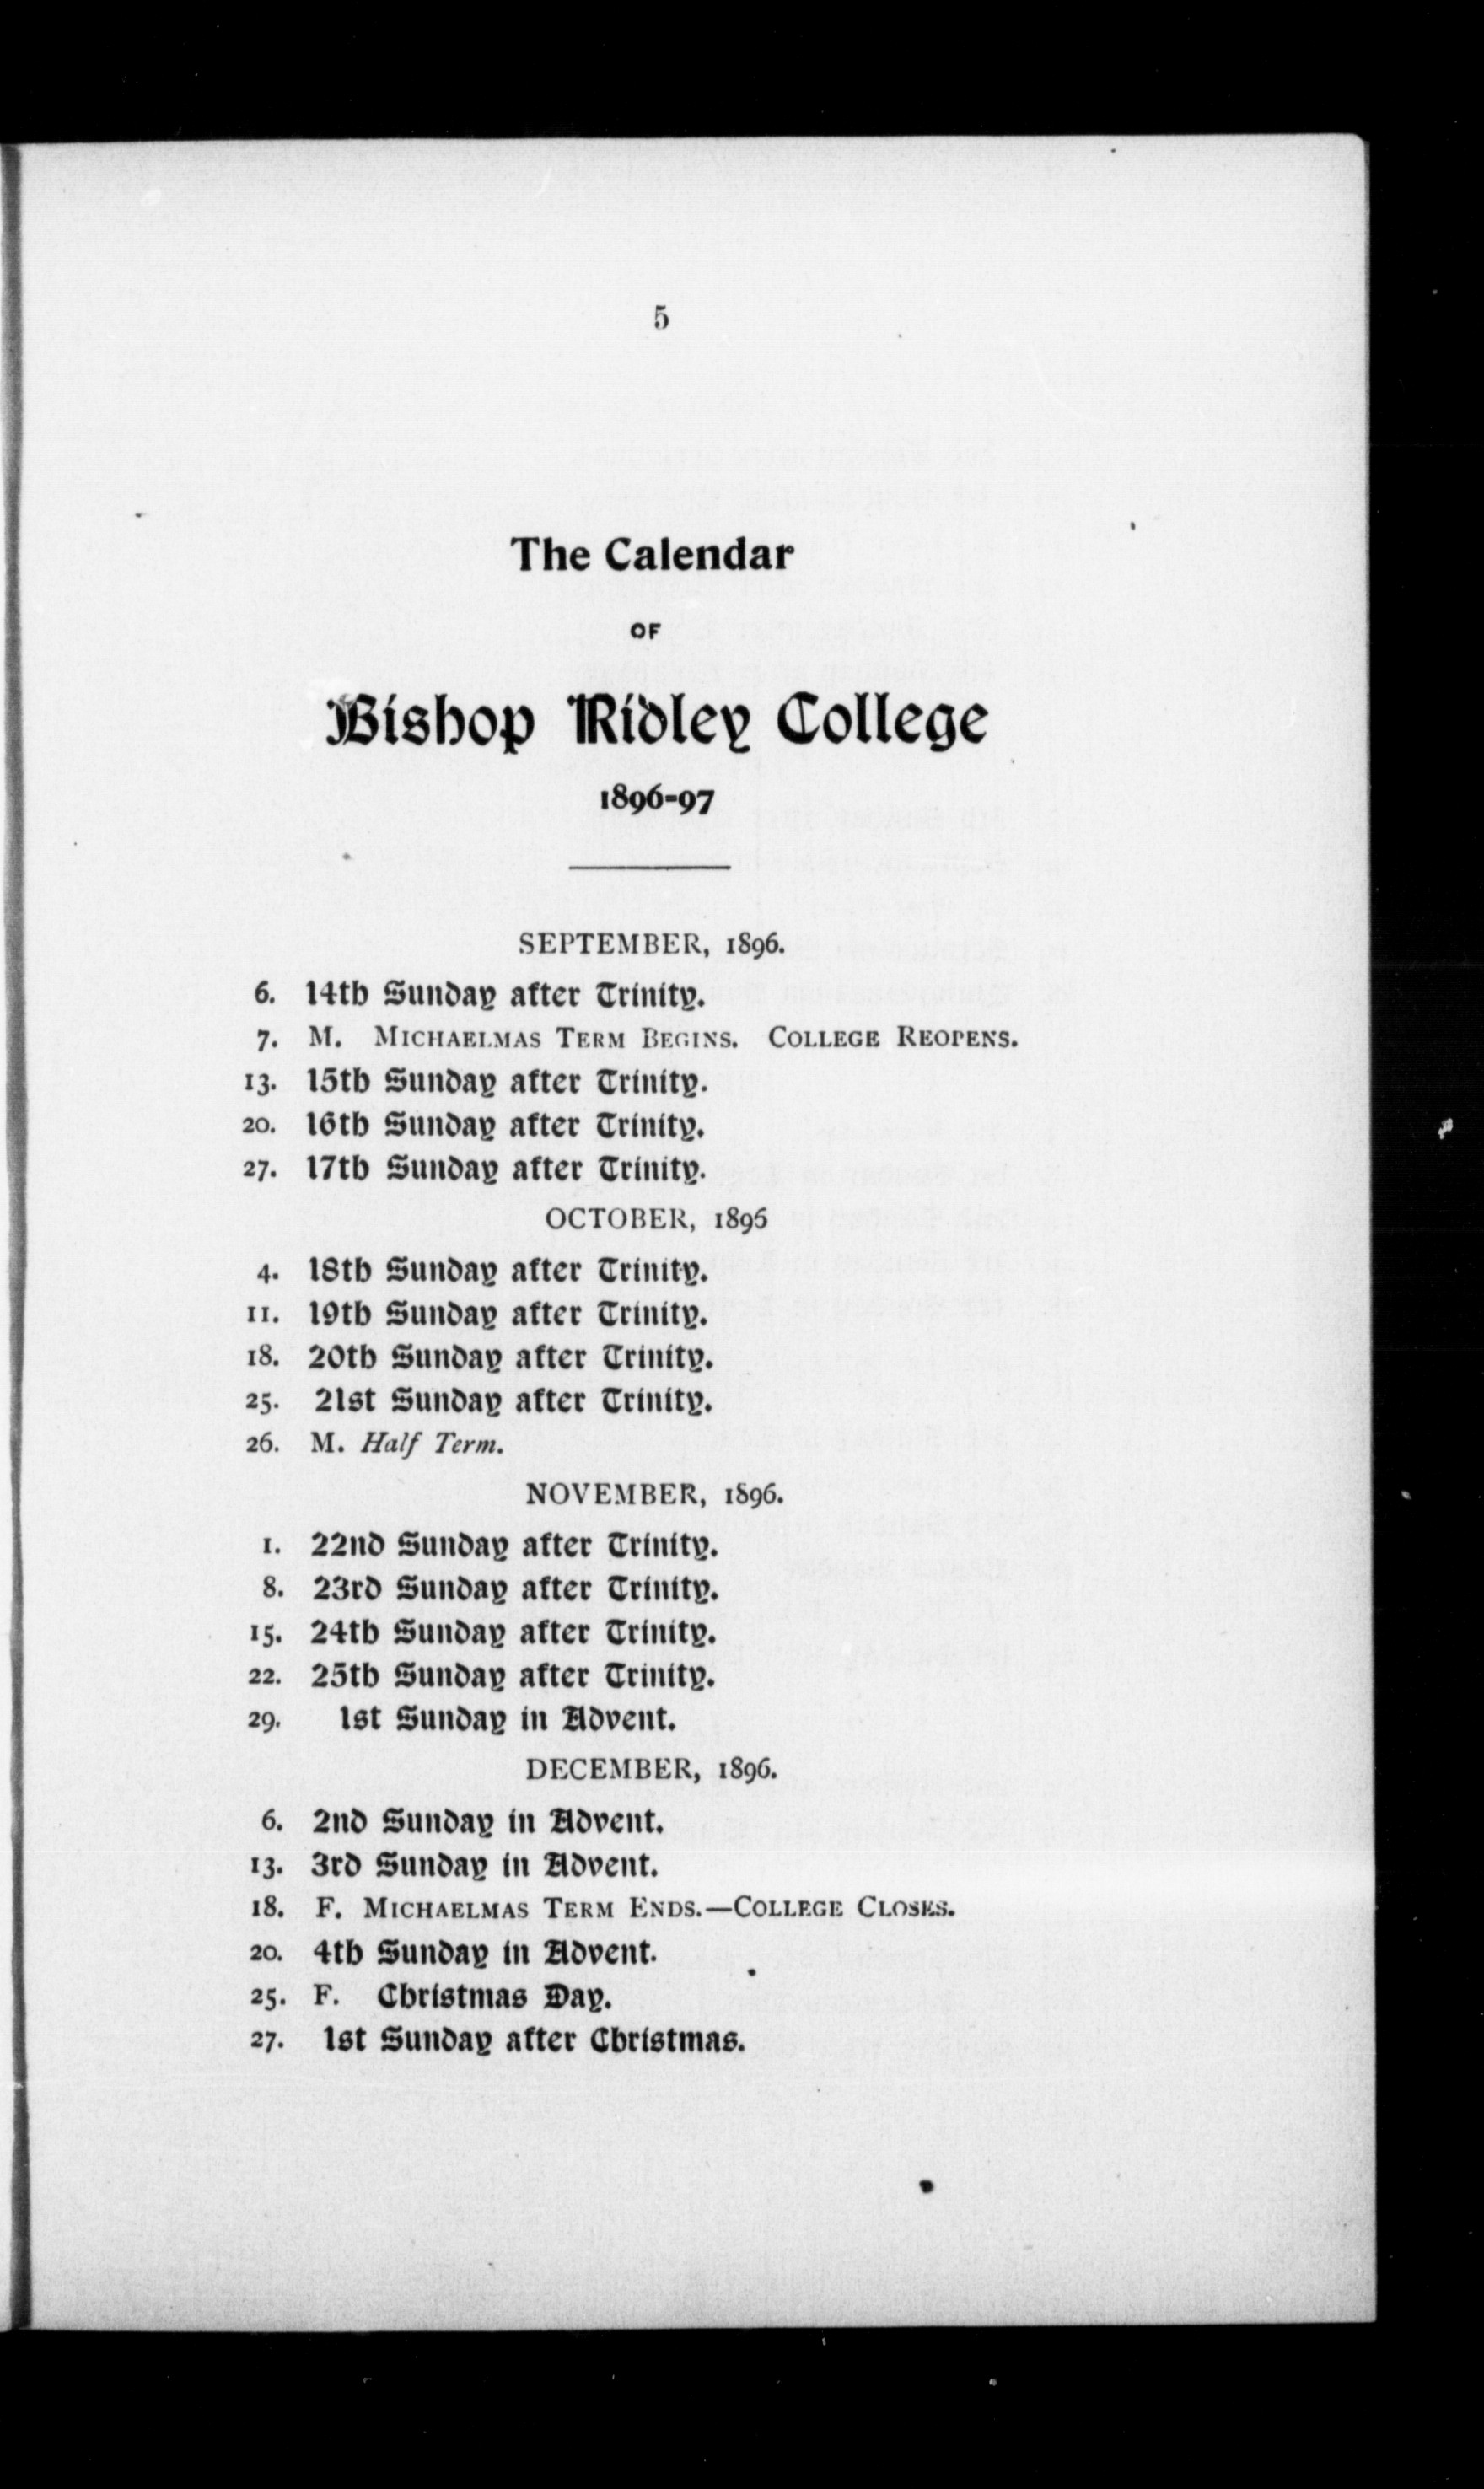 5
The Calendar
OF
Bishop Ridley College
1896-97
SEPTEMBER, 1896.
6. 14th Sunday after Trinity.
7. M. MICHAELMAS TERM BEGINS. COLLEGE REOPENS.
13. 15th Sunday after Trinity.
20. 16th Sunday after Trinity.
27. 17th Sunday after Trinity.
OCTOBER, 1896
4. 18th Sunday after Trinity.
11. 19th Sunday after Trinity.
18. 20th Sunday after Trinity.
25. 21st Sunday after Trinity.
26. M. Half Term.
NOVEMBER, 1896.
1. 22nd Sunday after Trinity.
8. 23rd Sunday after Trinity.
15. 24th Sunday after Trinity.
22. 25th Sunday after Trinity.
29. 1st Sunday in Advent.
DECEMBER, 1896.
6. 2nd Sunday in Advent.
13. 3rd Sunday in Advent.
18. F. MICHAELMAS TERM ENDS.—COLLEGE CLOSES.
20. 4th Sunday in Advent.
25. F. Christmas Day.
27. 1st Sunday after Christmas.